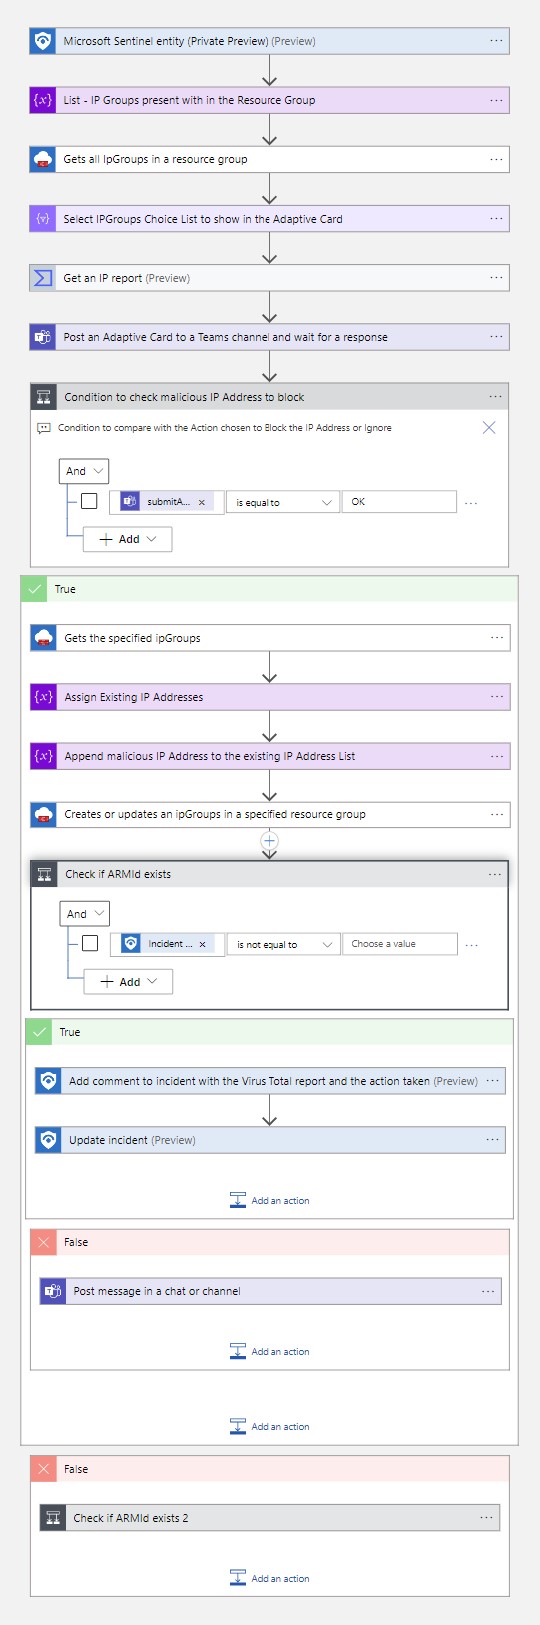 Microsoft Sentinel entity (Private Preview) (Preview)
{x} List - IP Groups present with in the Resource Group
Gets all IpGroups in a resource group
Select IPGroups Choice List to show in the Adaptive Card
Get an IP report (Preview)
Post an Adaptive Card to a Teams channel and wait for a response
Condition to check malicious IP Address to block
Condition to compare with the Action chosen to Block the IP Address or Ignore
And
submitA... is equal to OK
Add
True
Gets the specified ipGroups
{x} Assign Existing IP Addresses
{x} Append malicious IP Address to the existing IP Address List
Creates or updates an ipGroups in a specified resource group
Check if ARMId exists
And
Incident ... is not equal to Choose a value
Add
True
Add comment to incident with the Virus Total report and the action taken (Preview)
Update incident (Preview)
Add an action
False
Post message in a chat or channel
Add an action
Add an action
False
Check if ARMId exists 2
Add an action